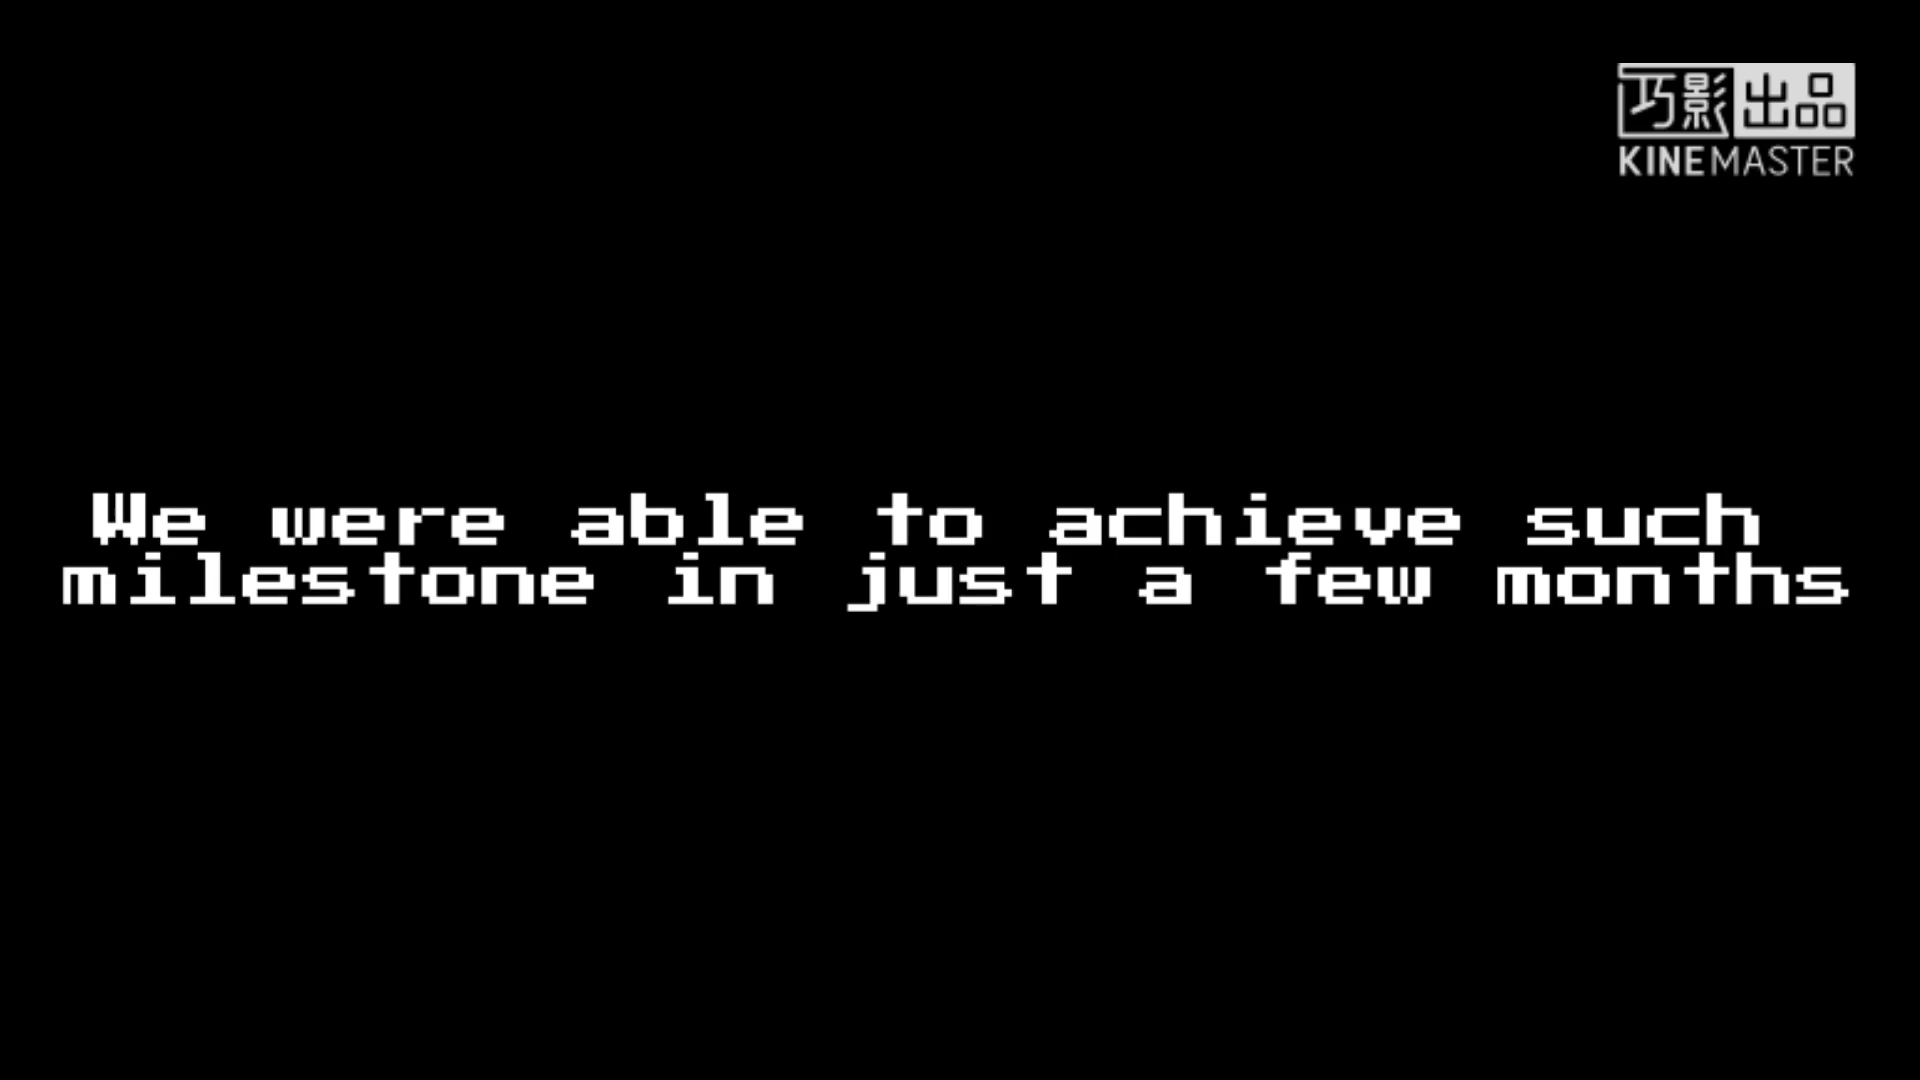 巧影出品
KINEMASTER
We were able to achieve such
milestone in just a few months